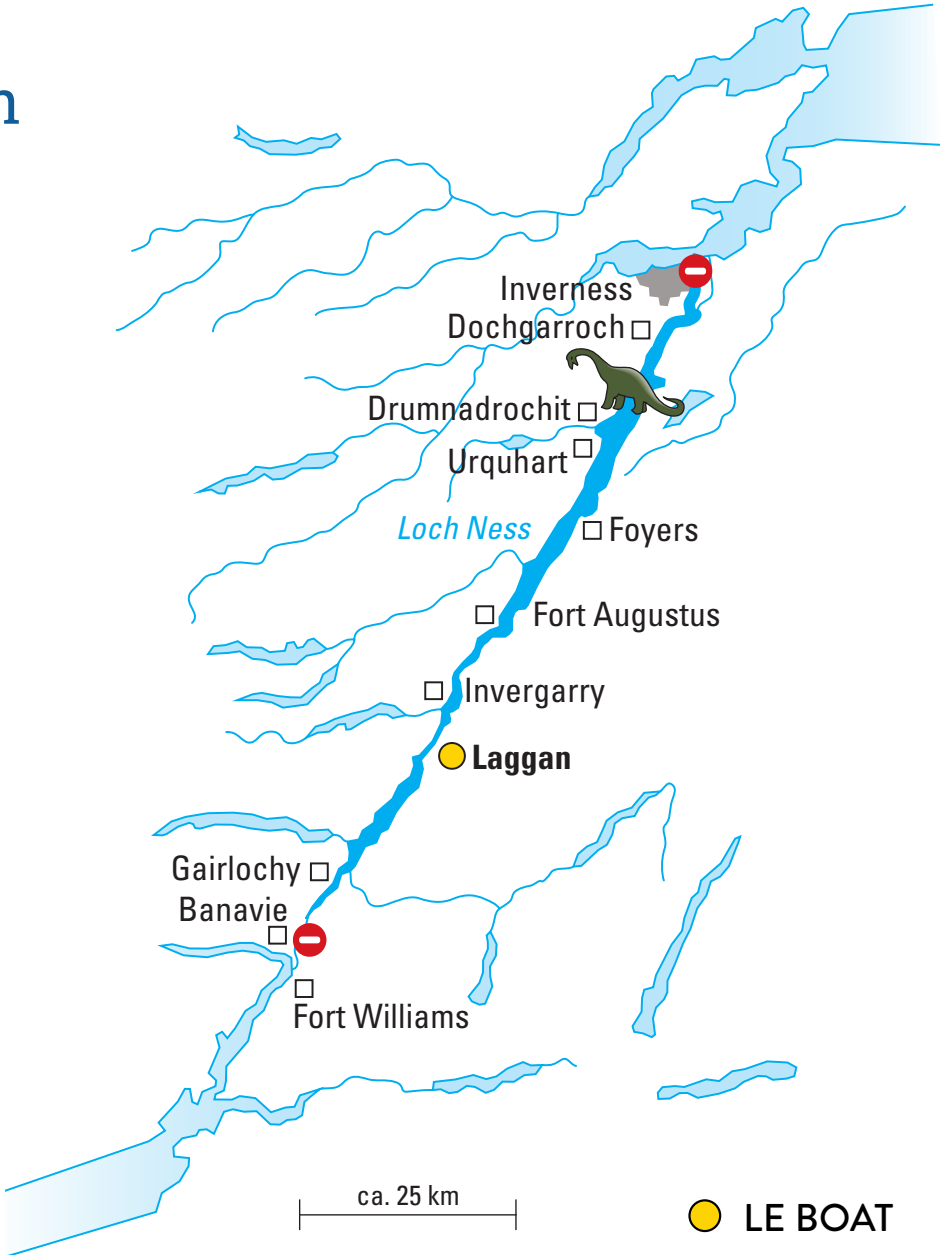 n
Inverness
Dochgarroch
Drumnadrochit
Urquhart
Loch Ness
Foyers
Fort Augustus
Invergarry
Laggan
Gairlochy
Banavie
Fort Williams
ca. 25 km
LE BOAT